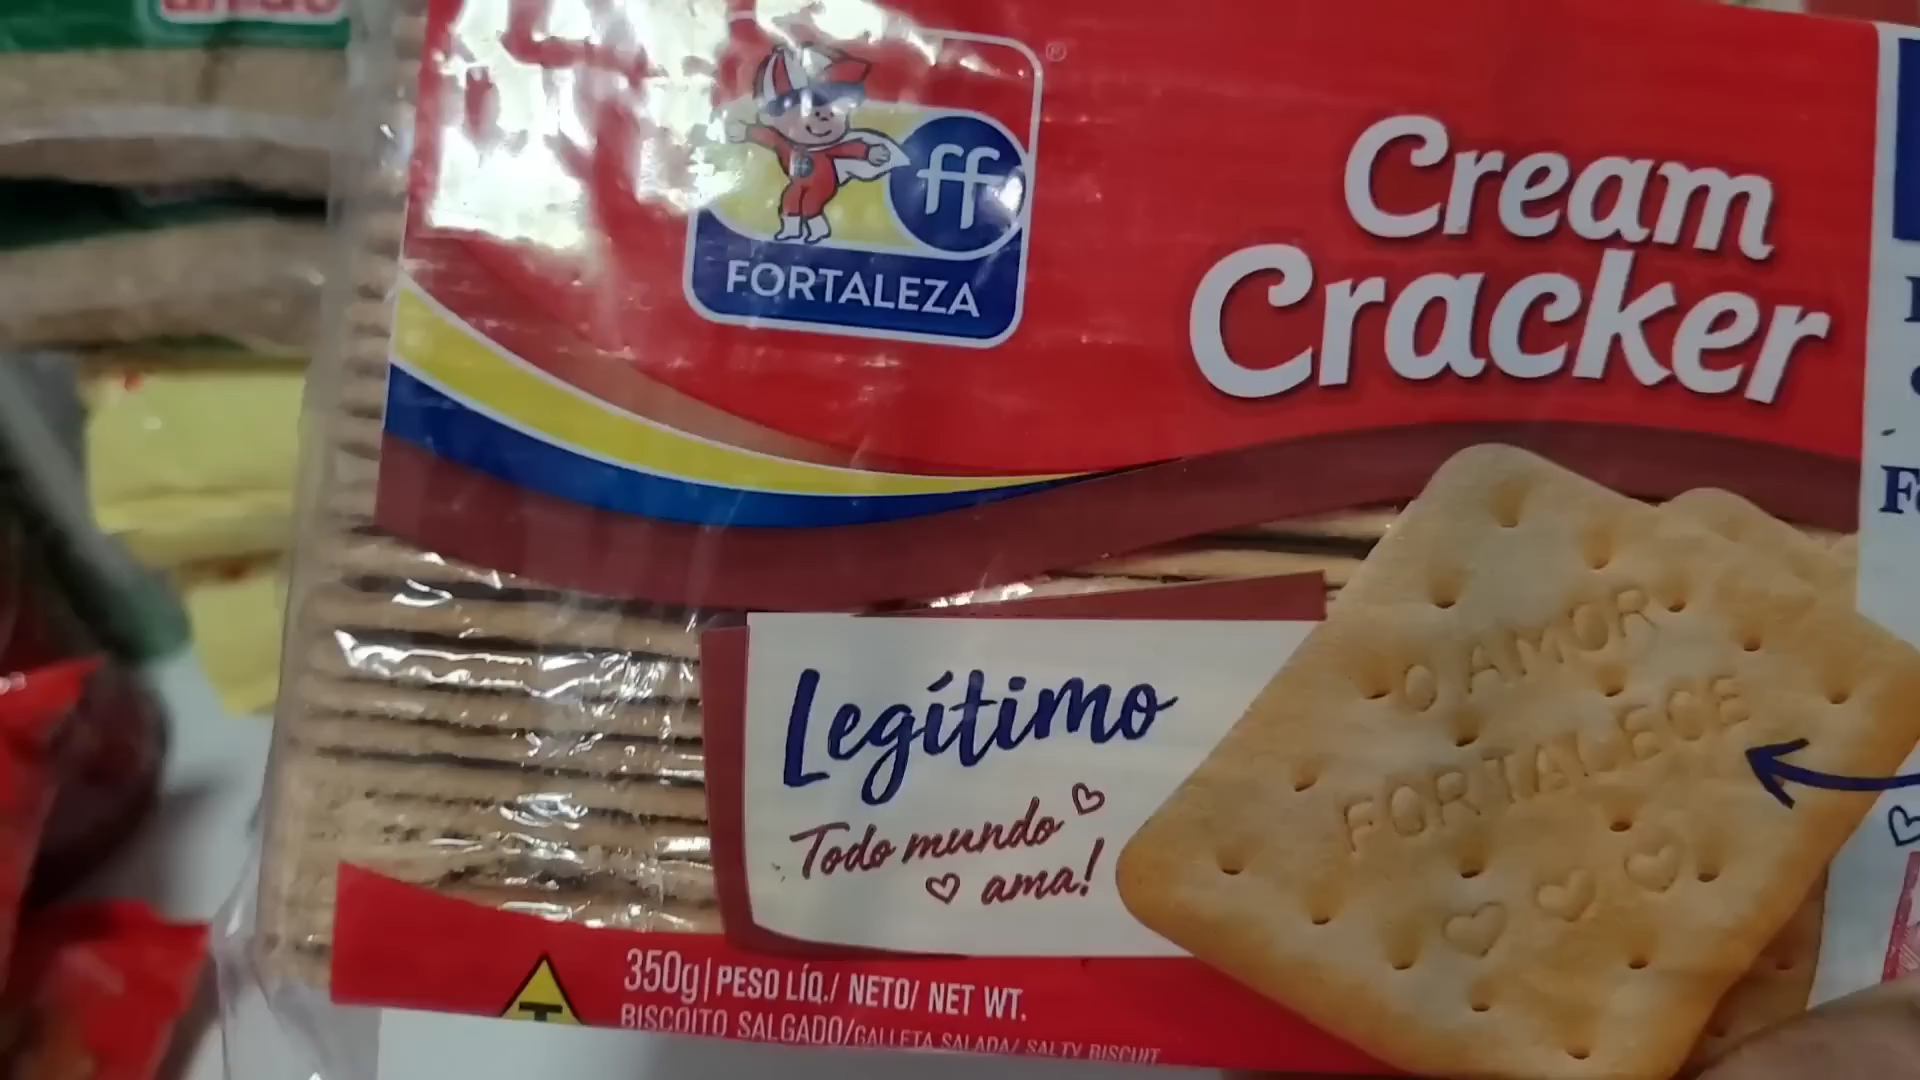 ff
FORTALEZA
®
Cream
Cracker
O AMOR
FORTALECE
Legítimo
Todo mundo
ama!
350g | PESO LÍQ./ NETO/ NET WT.
T
BISCOITO SALGADO/GALLETA SALADA/ SALTY BISCUIT